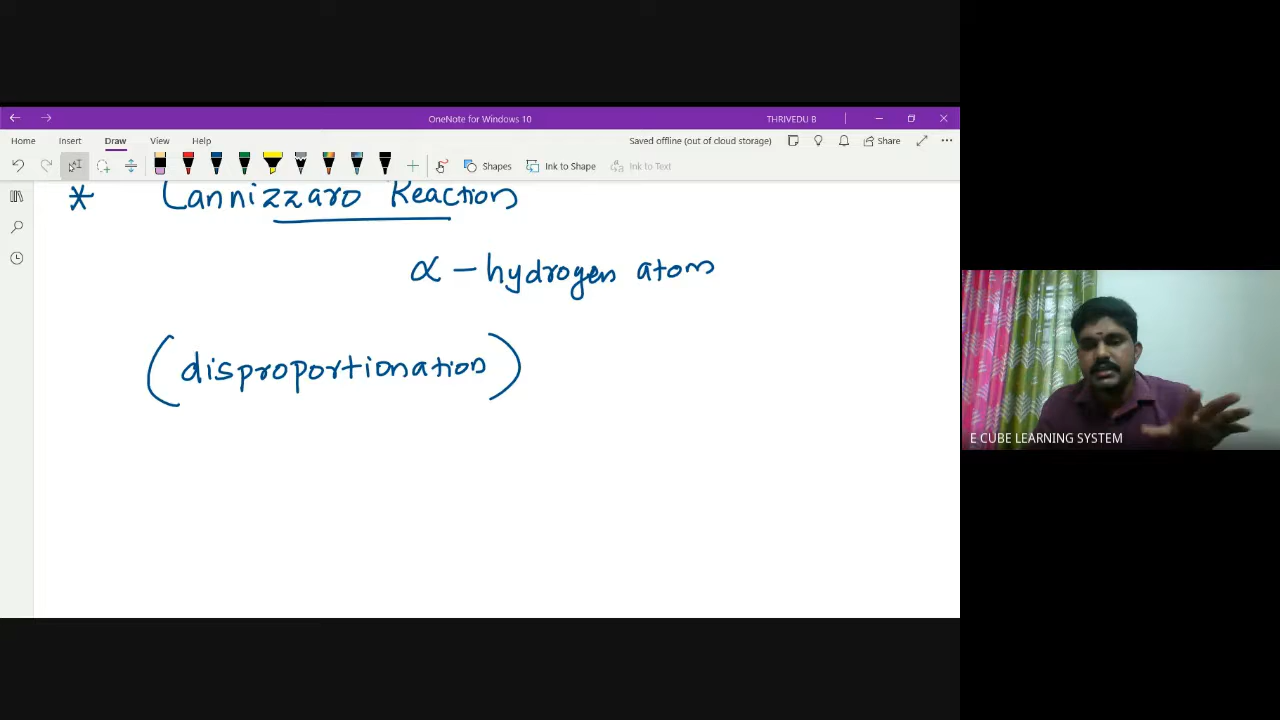 OneNote for Windows 10
THRIVEDU B
Home Insert Draw View Help
Saved offline (out of cloud storage)
Share
Shapes
Ink to Shape
Ink to Text
* Cannizzaro Reaction
α - hydrogen atom
(disproportionation)
E CUBE LEARNING SYSTEM